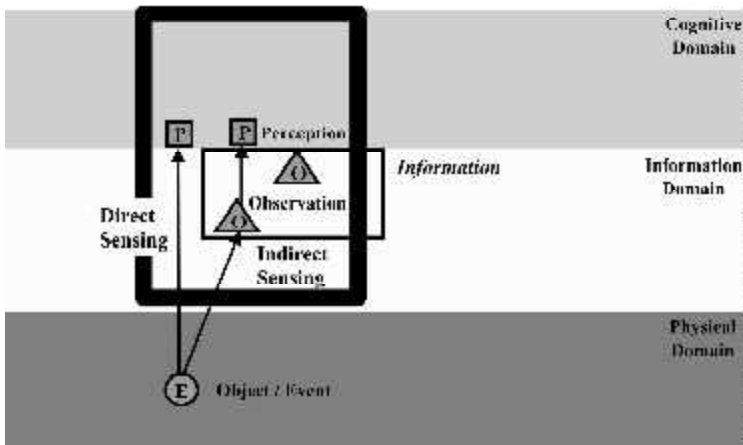 Cognitive
Domain
P
P
Perception
Information
Information
Domain
O
Observation
O
Direct
Sensing
Indirect
Sensing
Physical
Domain
E
Object / Event